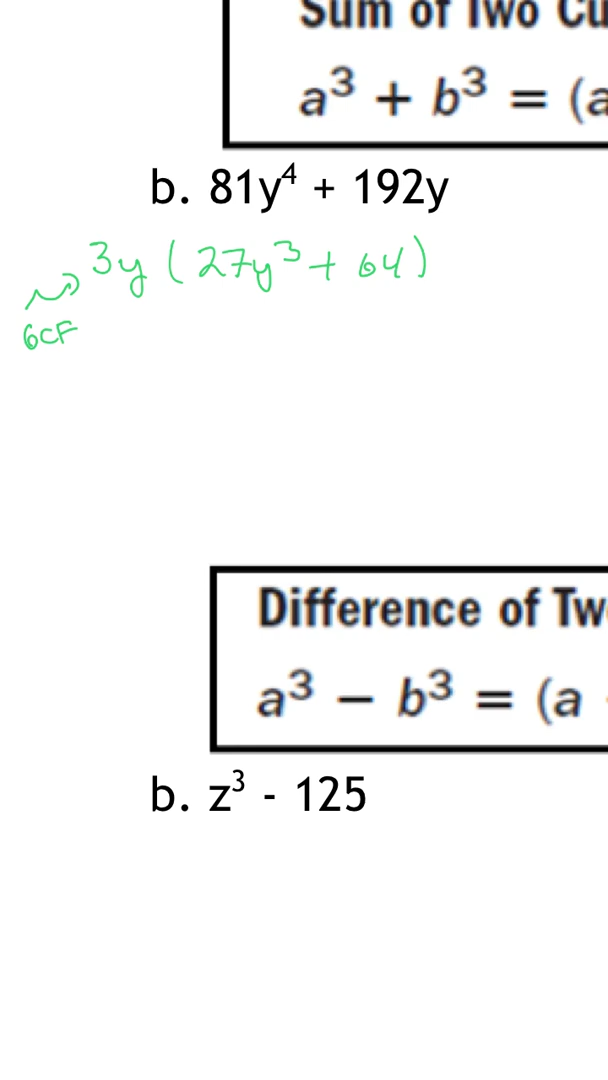 Sum of Two Cu
a³ + b³ = (a
b. 81y⁴ + 192y
3y (27y³ + 64)
GCF
Difference of Tw
a³ − b³ = (a
b. z³ - 125